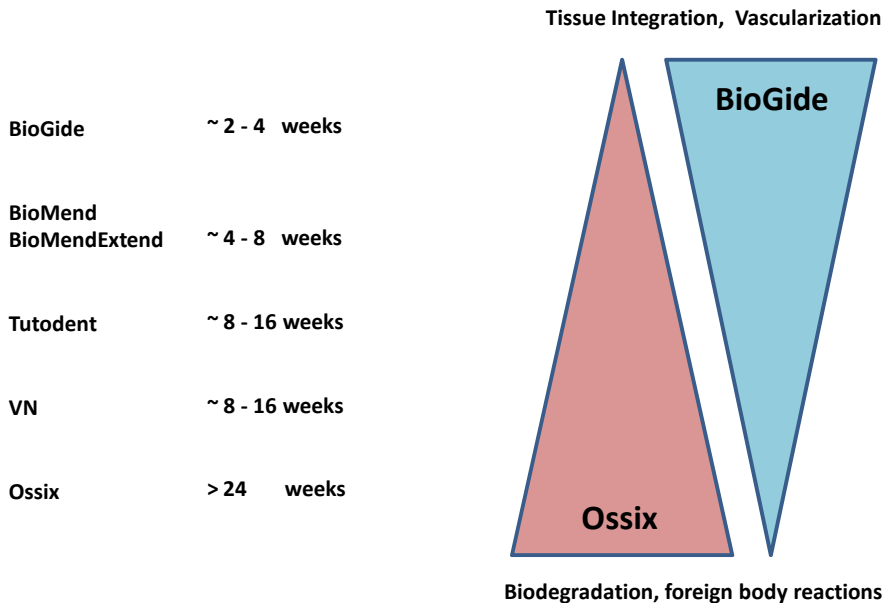 Tissue Integration, Vascularization
BioGide
BioGide ~ 2 - 4 weeks
BioMend
BioMendExtend ~ 4 - 8 weeks
Tutodent ~ 8 - 16 weeks
VN ~ 8 - 16 weeks
Ossix > 24 weeks
Ossix
Biodegradation, foreign body reactions